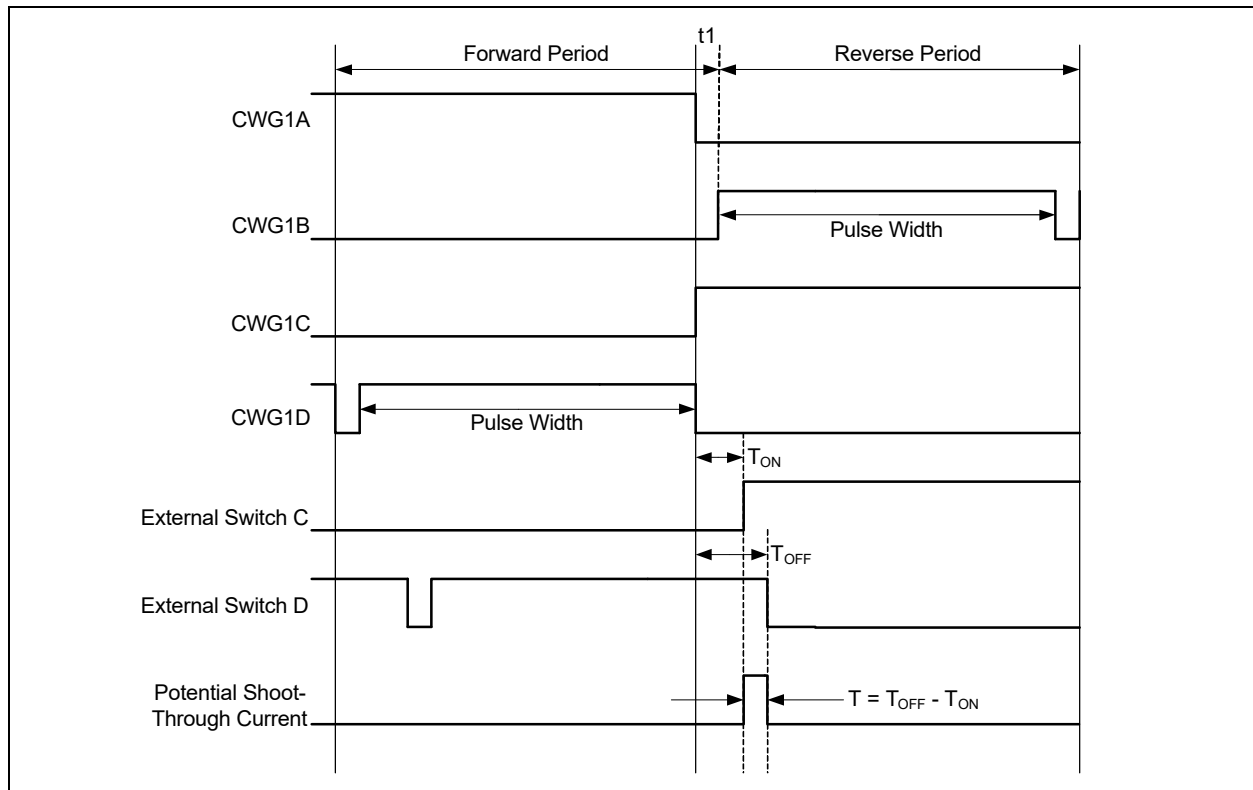 t1
Forward Period
Reverse Period
CWG1A
CWG1B
Pulse Width
CWG1C
CWG1D
Pulse Width
TON
External Switch C
TOFF
External Switch D
Potential Shoot-
Through Current
T = TOFF - TON